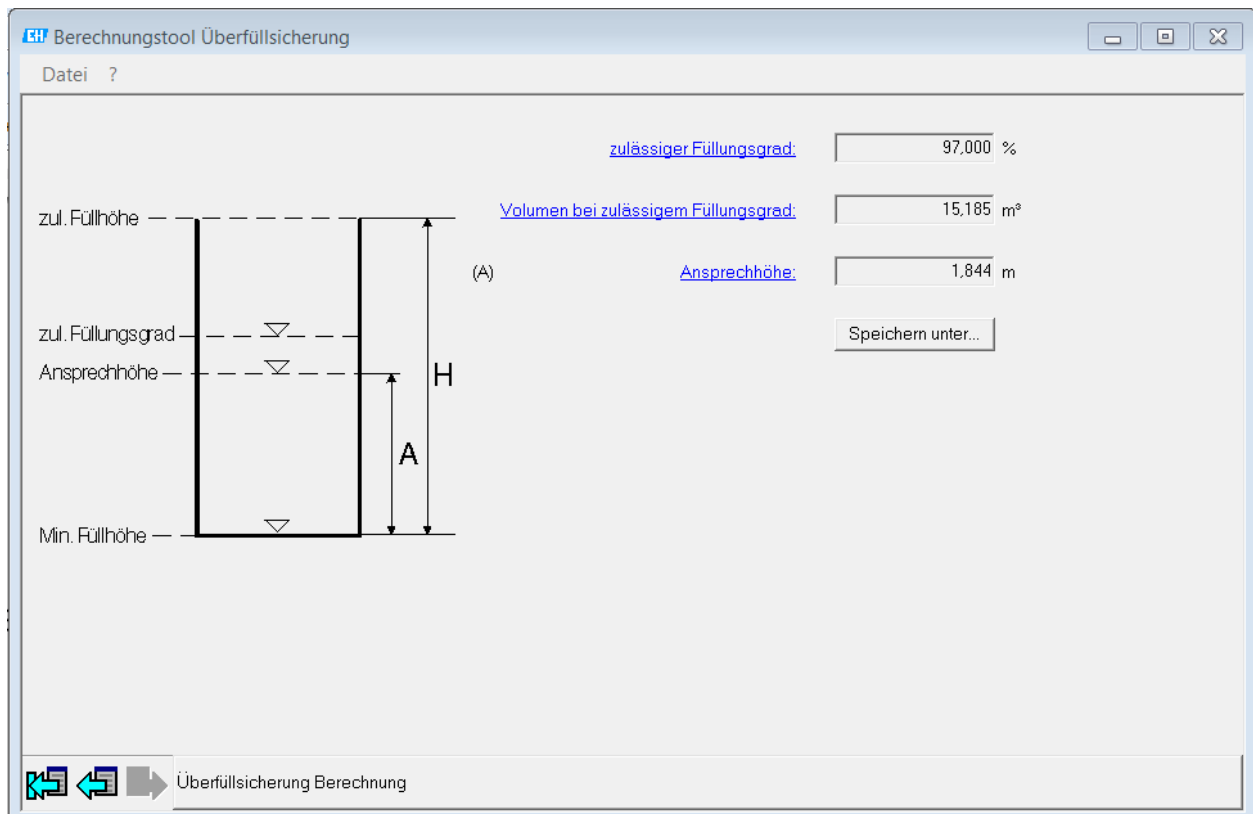 EH Berechnungstool Überfüllsicherung
Datei ?
zulässiger Füllungsgrad: 97,000 %
zul. Füllhöhe
Volumen bei zulässigem Füllungsgrad: 15,185 m³
(A) Ansprechhöhe: 1,844 m
zul. Füllungsgrad
Speichern unter...
Ansprechhöhe
H
A
Min. Füllhöhe
Überfüllsicherung Berechnung